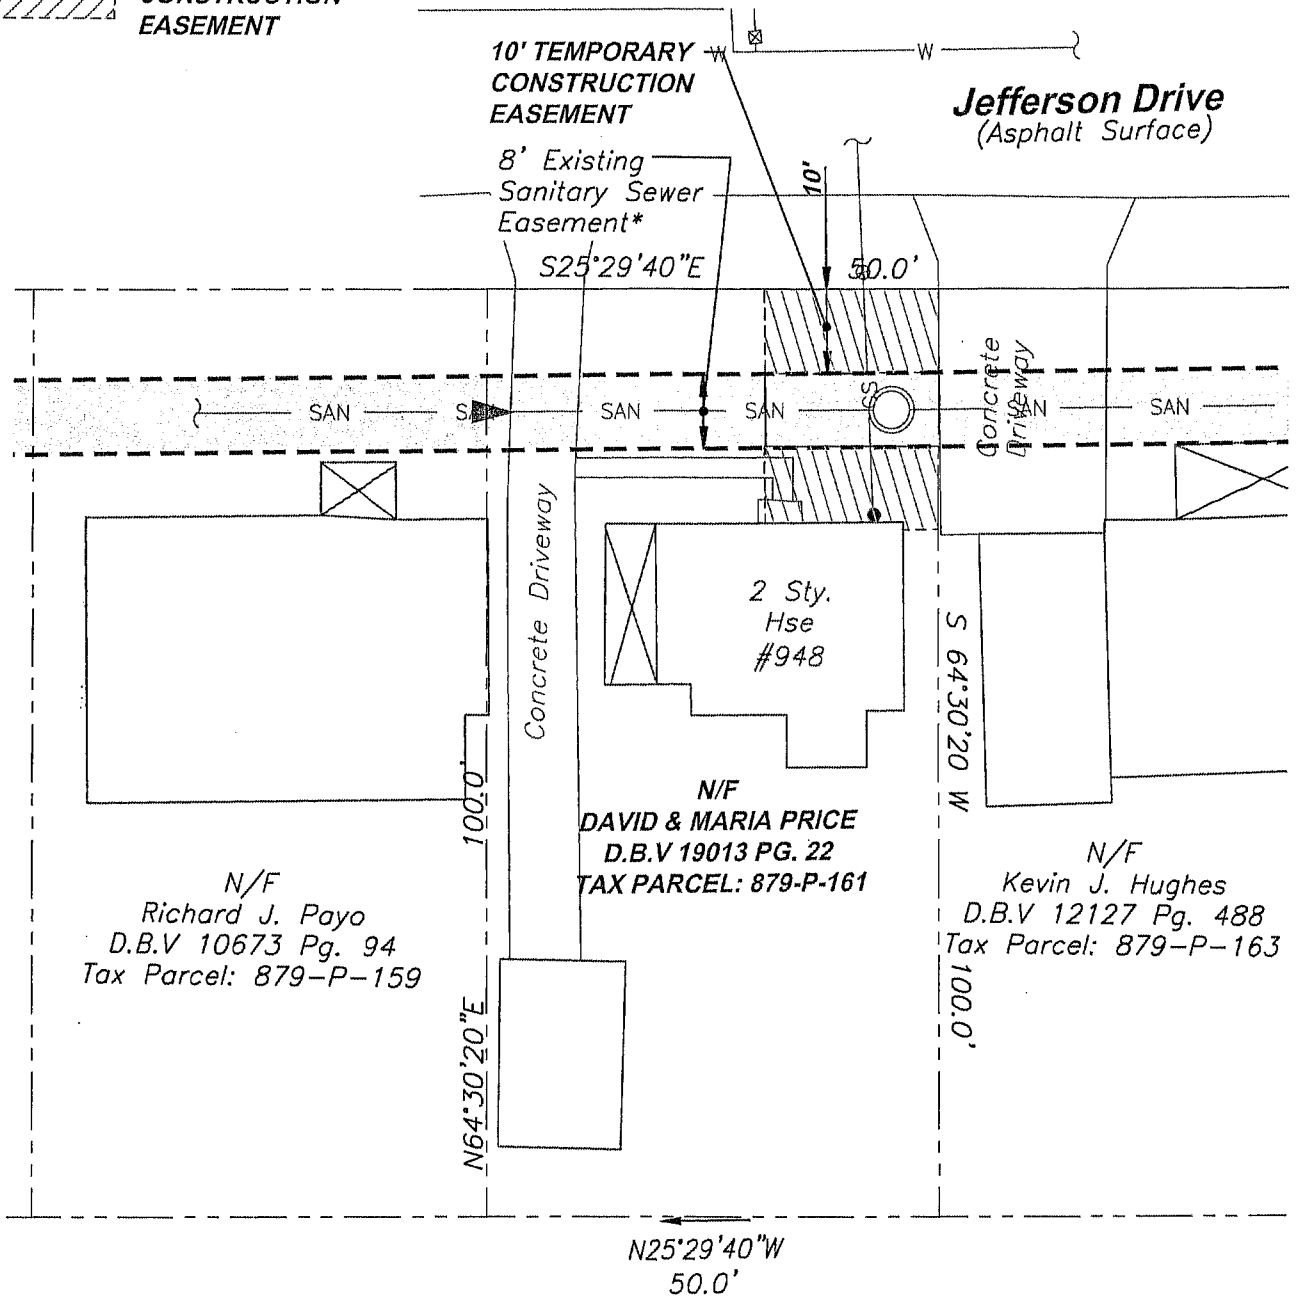 EASEMENT
10' TEMPORARY
CONSTRUCTION
EASEMENT
W
W
Jefferson Drive
(Asphalt Surface)
8' Existing
Sanitary Sewer
Easement*
10'
S25°29'40"E
50.0'
SAN
SAN
SAN
SS
SAN
SAN
Concrete
Driveway
Concrete Driveway
2 Sty.
Hse
#948
S 64°30'20 W
100.0'
100.0'
N64°30'20"E
N/F
DAVID & MARIA PRICE
D.B.V 19013 PG. 22
TAX PARCEL: 879-P-161
N/F
Richard J. Payo
D.B.V 10673 Pg. 94
Tax Parcel: 879-P-159
N/F
Kevin J. Hughes
D.B.V 12127 Pg. 488
Tax Parcel: 879-P-163
N25°29'40"W
50.0'